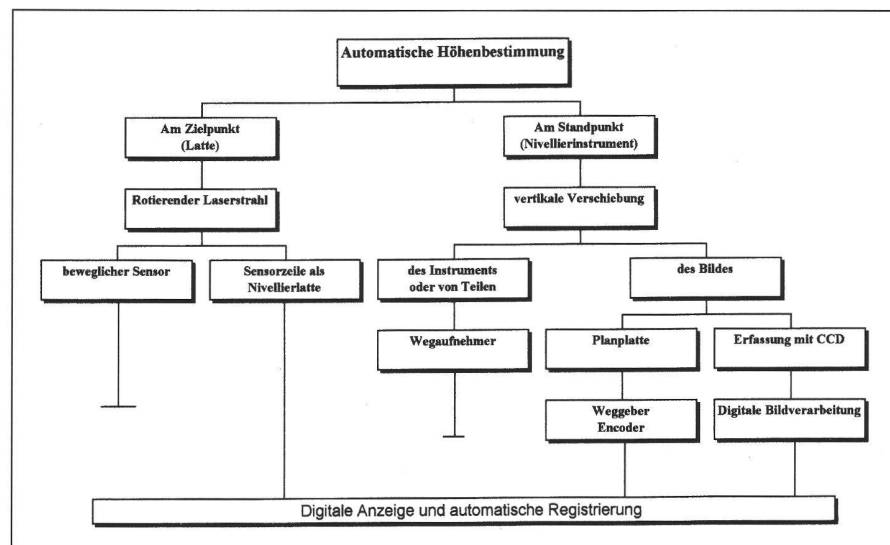 Automatische Höhenbestimmung
Am Zielpunkt
(Latte)
Am Standpunkt
(Nivellierinstrument)
Rotierender Laserstrahl
vertikale Verschiebung
beweglicher Sensor
Sensorzeile als
Nivellierlatte
des Instruments
oder von Teilen
des Bildes
Wegaufnehmer
Planplatte
Erfassung mit CCD
Weggeber
Encoder
Digitale Bildverarbeitung
Digitale Anzeige und automatische Registrierung